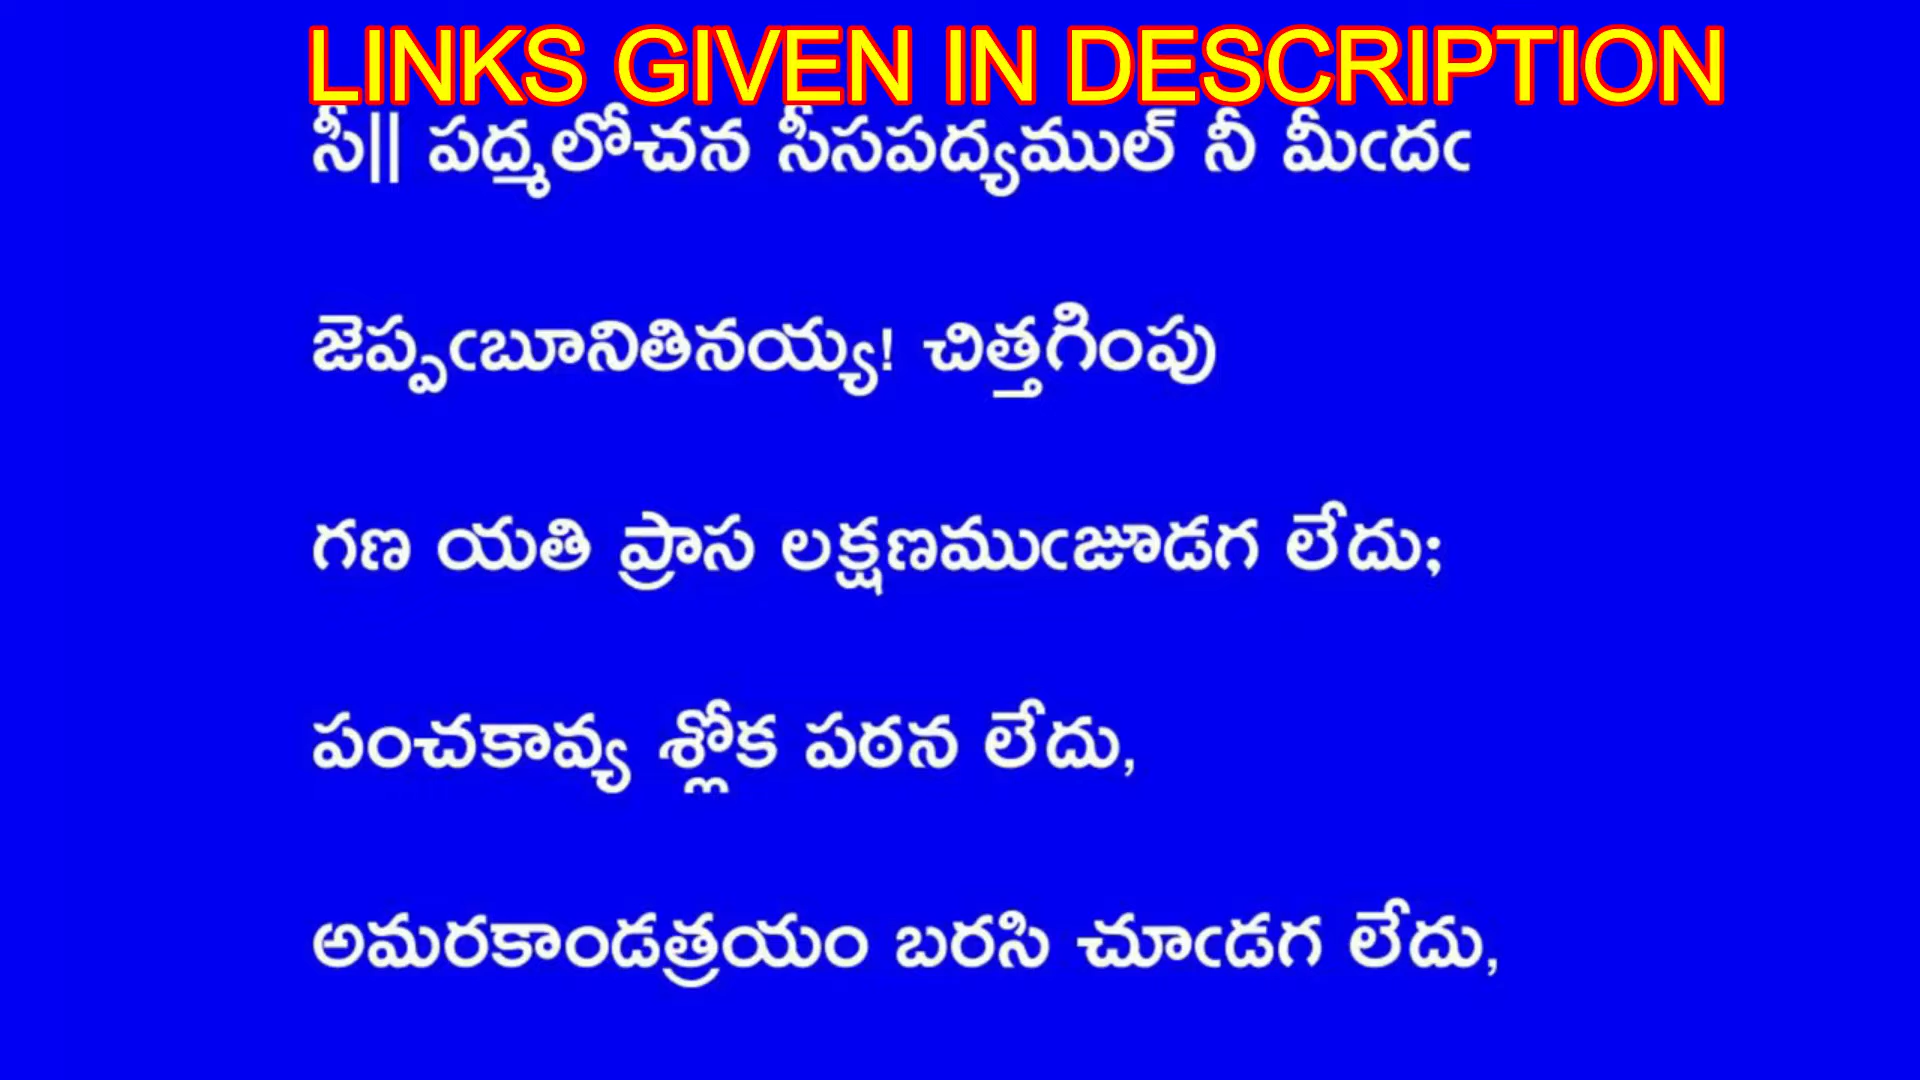 LINKS GIVEN IN DESCRIPTION
సీ|| పద్మలోచన సీసపద్యముల్ నీ మీఁదఁ
జెప్పఁబూనితినయ్య! చిత్తగింపు
గణ యతి ప్రాస లక్షణముఁజూడగ లేదు;
పంచకావ్య శ్లోక పఠన లేదు,
అమరకాండత్రయం బరసి చూఁడగ లేదు,